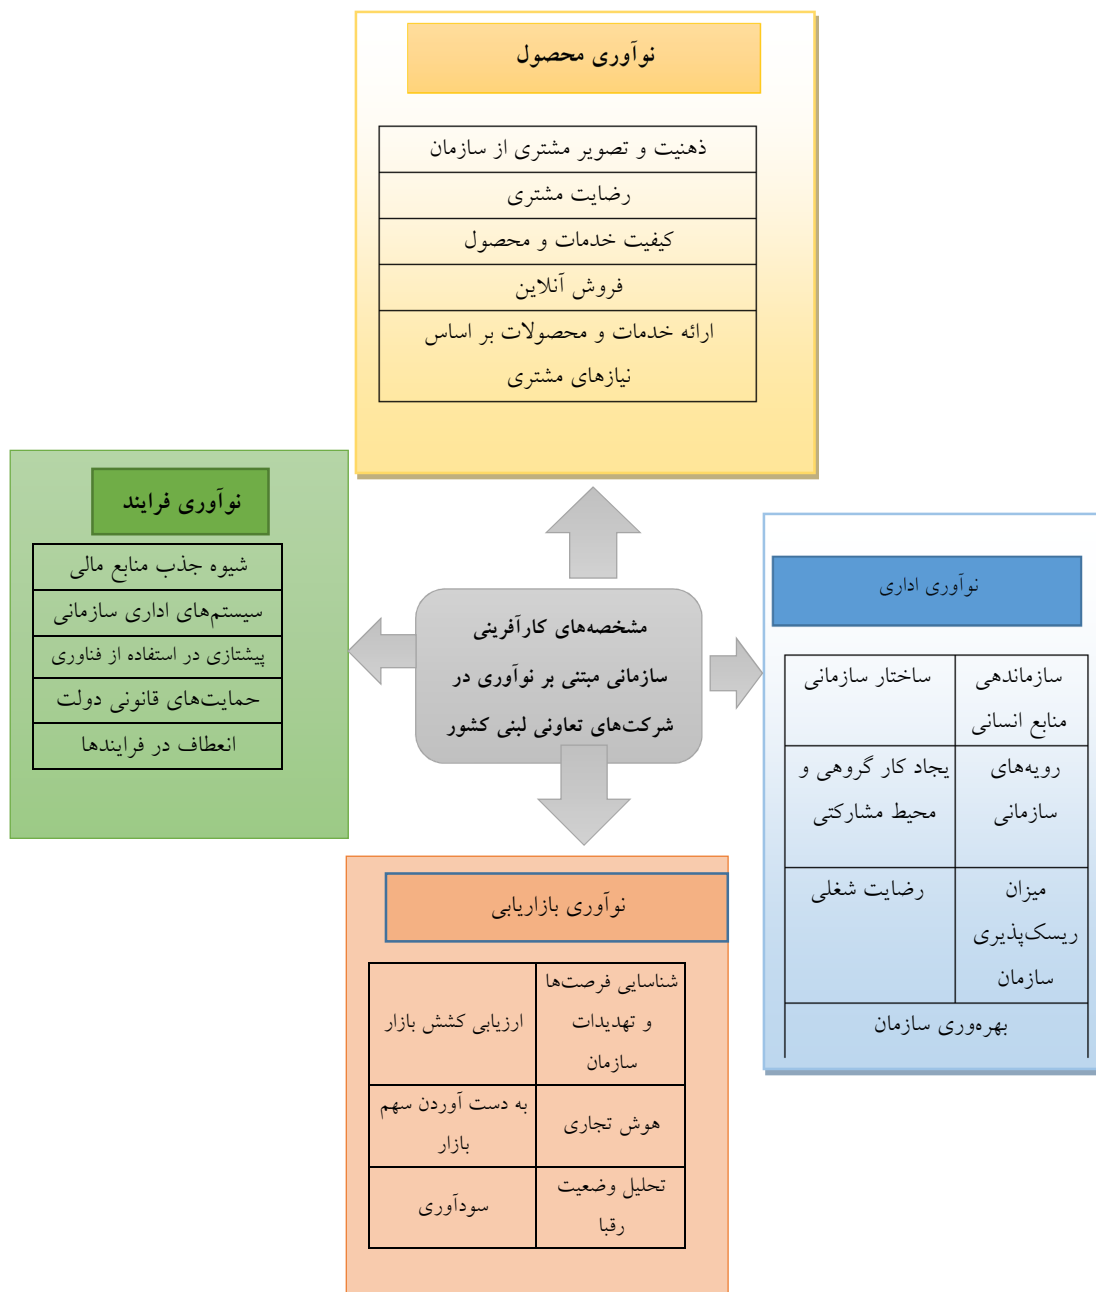 نوآوری محصول
ذهنیت و تصویر مشتری از سازمان
رضایت مشتری
کیفیت خدمات و محصول
فروش آنلاین
ارائه خدمات و محصولات بر اساس
نیازهای مشتری
نوآوری فرایند
شیوه جذب منابع مالی
سیستم‌های اداری سازمانی
پیشتازی در استفاده از فناوری
حمایت‌های قانونی دولت
انعطاف در فرایندها
مشخصه‌های کارآفرینی
سازمانی مبتنی بر نوآوری در
شرکت‌های تعاونی لبنی کشور
نوآوری اداری
سازماندهی
منابع انسانی
ساختار سازمانی
رویه‌های
سازمانی
یجاد کار گروهی و
محیط مشارکتی
میزان
ریسک‌پذیری
سازمان
رضایت شغلی
بهره‌وری سازمان
نوآوری بازاریابی
شناسایی فرصت‌ها
و تهدیدات
سازمان
ارزیابی کشش بازار
هوش تجاری
به دست آوردن سهم
بازار
تحلیل وضعیت
رقبا
سودآوری